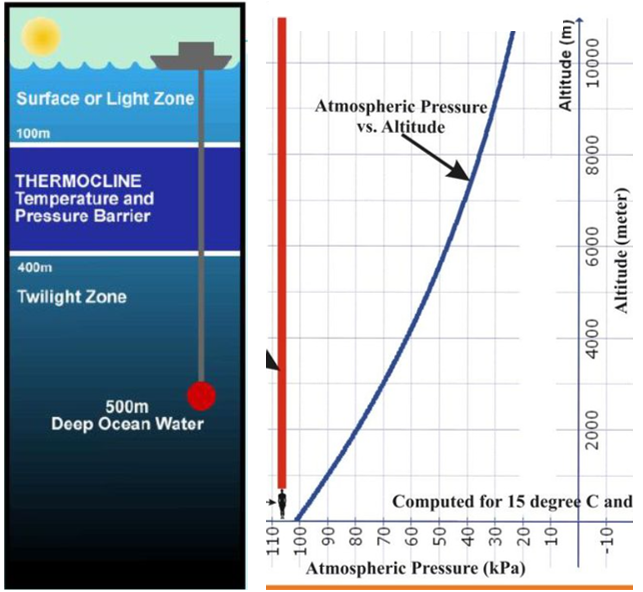 Surface or Light Zone
100m
THERMOCLINE
Temperature and
Pressure Barrier
400m
Twilight Zone
500m
Deep Ocean Water
Atmospheric Pressure
vs. Altitude
Altitude (m)
10000
8000
6000
4000
2000
Altitude (meter)
Computed for 15 degree C and
110 100 90 80 70 60 50 40 30 20 10 -10
Atmospheric Pressure (kPa)